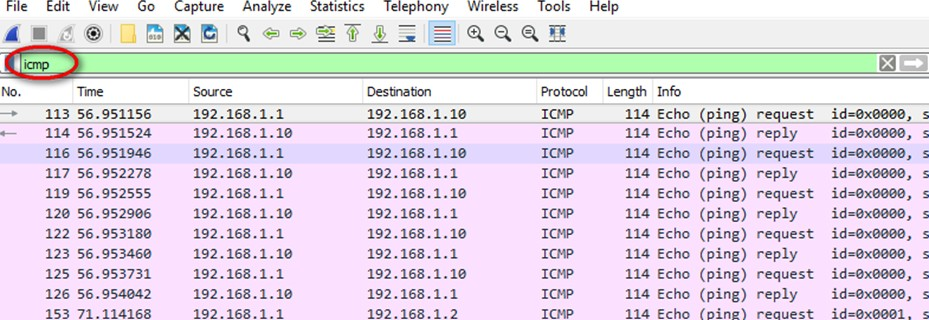 File Edit View Go Capture Analyze Statistics Telephony Wireless Tools Help
icmp
No. Time Source Destination Protocol Length Info
113 56.951156 192.168.1.1 192.168.1.10 ICMP 114 Echo (ping) request id=0x0000, s
114 56.951524 192.168.1.10 192.168.1.1 ICMP 114 Echo (ping) reply id=0x0000, s
116 56.951946 192.168.1.1 192.168.1.10 ICMP 114 Echo (ping) request id=0x0000, s
117 56.952278 192.168.1.10 192.168.1.1 ICMP 114 Echo (ping) reply id=0x0000, s
119 56.952555 192.168.1.1 192.168.1.10 ICMP 114 Echo (ping) request id=0x0000, s
120 56.952906 192.168.1.10 192.168.1.1 ICMP 114 Echo (ping) reply id=0x0000, s
122 56.953180 192.168.1.1 192.168.1.10 ICMP 114 Echo (ping) request id=0x0000, s
123 56.953460 192.168.1.10 192.168.1.1 ICMP 114 Echo (ping) reply id=0x0000, s
125 56.953731 192.168.1.1 192.168.1.10 ICMP 114 Echo (ping) request id=0x0000, s
126 56.954042 192.168.1.10 192.168.1.1 ICMP 114 Echo (ping) reply id=0x0000, s
153 71.114168 192.168.1.1 192.168.1.2 ICMP 114 Echo (ping) request id=0x0001, s